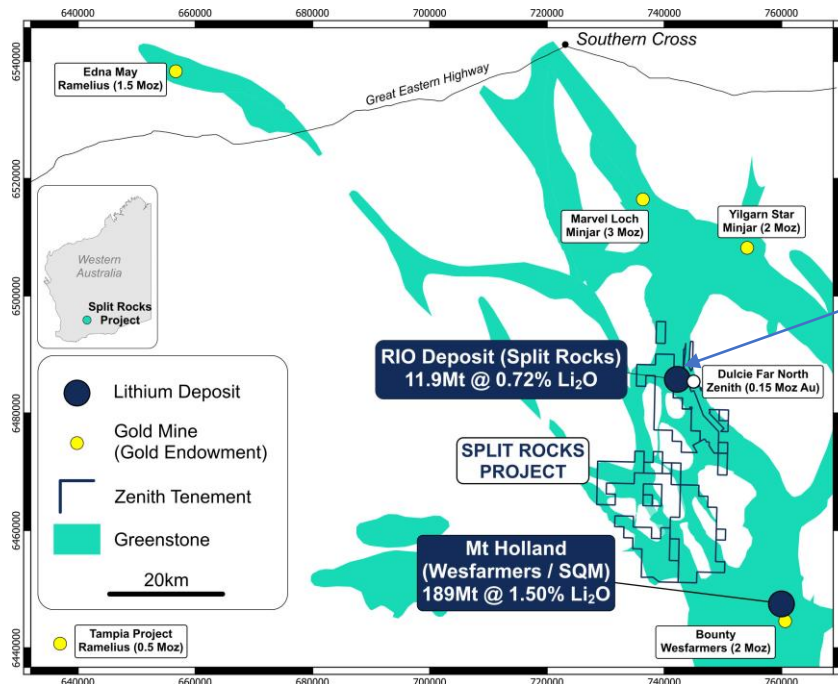 640000 660000 680000 700000 720000 740000 760000
6540000
6520000
6500000
6480000
6460000
6440000
Southern Cross
Great Eastern Highway
Edna May
Ramelius (1.5 Moz)
Marvel Loch
Minjar (3 Moz)
Yilgarn Star
Minjar (2 Moz)
Western
Australia
Split Rocks
Project
RIO Deposit (Split Rocks)
11.9Mt @ 0.72% Li₂O
Dulcie Far North
Zenith (0.15 Moz Au)
Lithium Deposit
Gold Mine
(Gold Endowment)
Zenith Tenement
Greenstone
20km
SPLIT ROCKS
PROJECT
Mt Holland
(Wesfarmers / SQM)
189Mt @ 1.50% Li₂O
Tampia Project
Ramelius (0.5 Moz)
Bounty
Wesfarmers (2 Moz)
640000 660000 680000 700000 720000 740000 760000